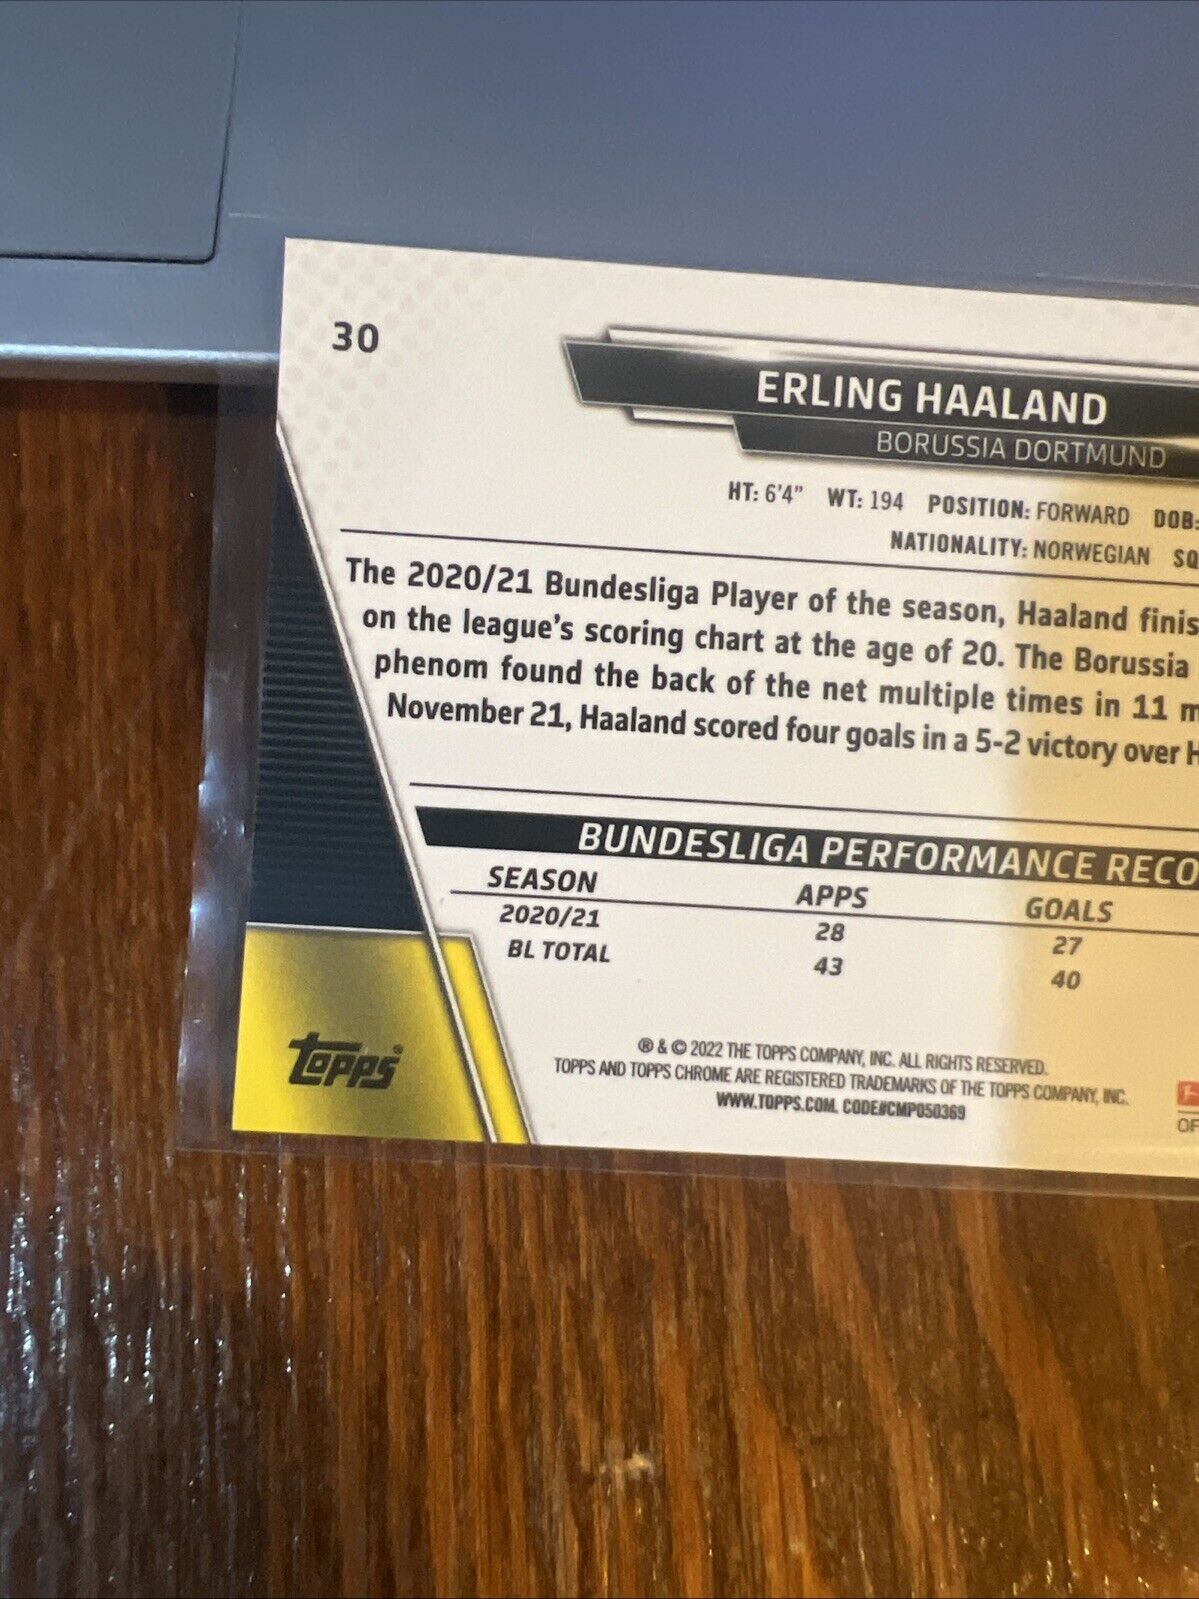 30
ERLING HAALAND
BORUSSIA DORTMUND
HT: 6'4" WT: 194 POSITION: FORWARD DOB:
NATIONALITY: NORWEGIAN SQ
The 2020/21 Bundesliga Player of the season, Haaland finis
on the league's scoring chart at the age of 20. The Borussia
phenom found the back of the net multiple times in 11 m
November 21, Haaland scored four goals in a 5-2 victory over H
BUNDESLIGA PERFORMANCE RECO
SEASON APPS GOALS
2020/21 28 27
BL TOTAL 43 40
topps®
® & © 2022 THE TOPPS COMPANY, INC. ALL RIGHTS RESERVED.
TOPPS AND TOPPS CHROME ARE REGISTERED TRADEMARKS OF THE TOPPS COMPANY, INC.
WWW.TOPPS.COM. CODE#CMP050369
OF